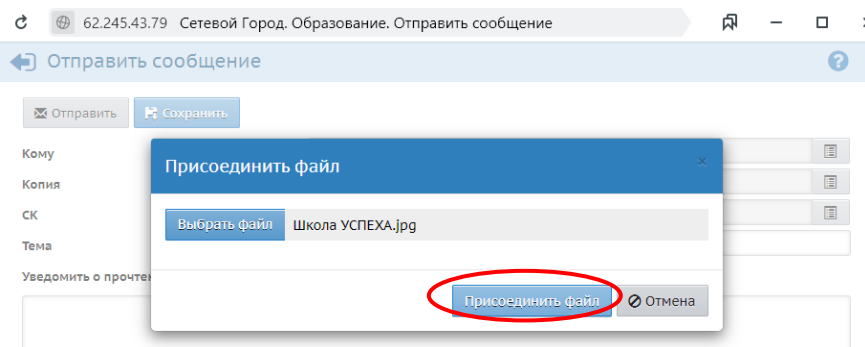 62.245.43.79 Сетевой Город. Образование. Отправить сообщение
Отправить сообщение
Отправить Сохранить
Кому
Присоединить файл
Копия
СК
Выбрать файл Школа УСПЕХА.jpg
Тема
Уведомить о прочтен
Присоединить файл Отмена